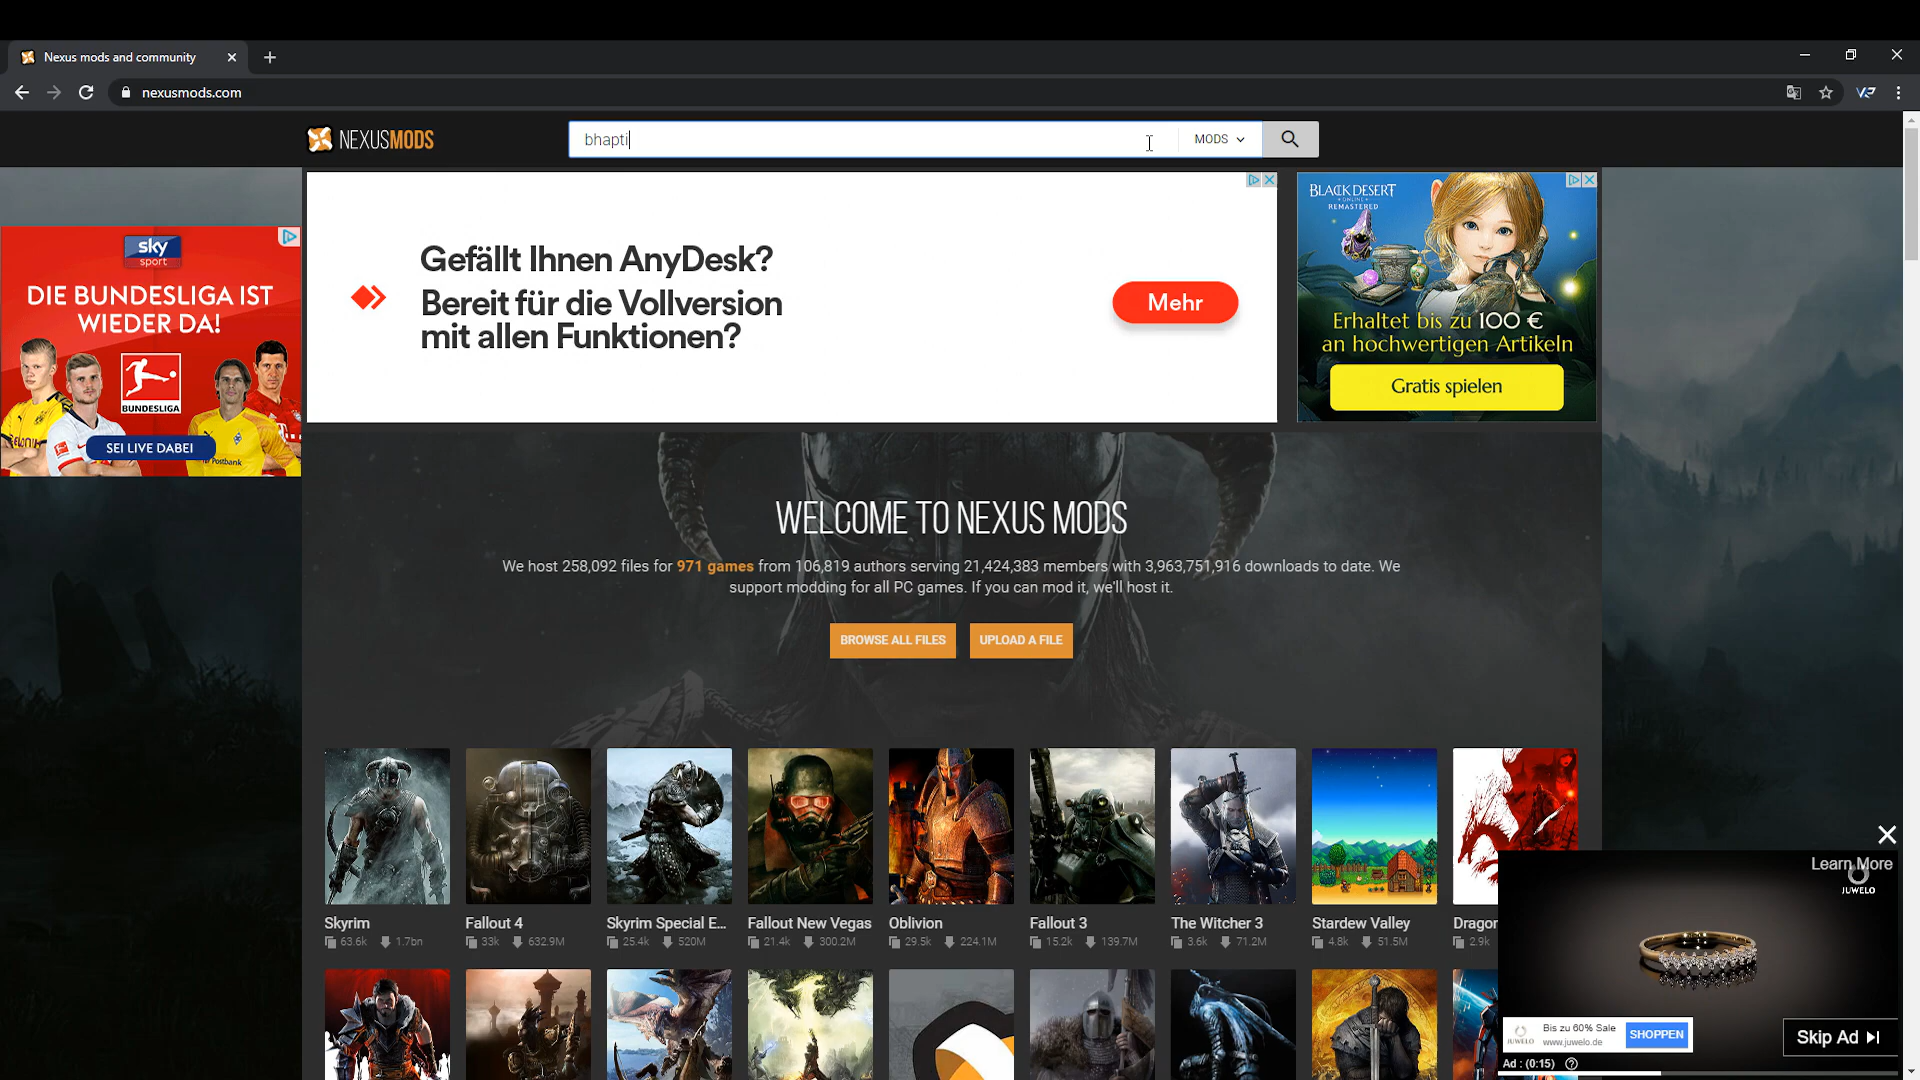 Nexus mods and community
nexusmods.com
NEXUSMODS
bhapti
MODS
sky
sport
DIE BUNDESLIGA IST
WIEDER DA!
BUNDESLIGA
Postbank
SEI LIVE DABEI
Gefällt Ihnen AnyDesk?
Bereit für die Vollversion
mit allen Funktionen?
Mehr
BLACK DESERT
ONLINE
REMASTERED
Erhaltet bis zu 100 €
an hochwertigen Artikeln
Gratis spielen
WELCOME TO NEXUS MODS
We host 258,092 files for 971 games from 106,819 authors serving 21,424,383 members with 3,963,751,916 downloads to date. We
support modding for all PC games. If you can mod it, we'll host it.
BROWSE ALL FILES
UPLOAD A FILE
Skyrim
63.6k 1.7bn
Fallout 4
33k 632.9M
Skyrim Special E...
25.4k 520M
Fallout New Vegas
21.4k 300.2M
Oblivion
29.5k 224.1M
Fallout 3
15.2k 139.7M
The Witcher 3
3.6k 71.2M
Stardew Valley
4.8k 51.5M
Dragon
2.9k
Learn More
JUWELO
JUWELO
Bis zu 60% Sale
www.juwelo.de
SHOPPEN
Skip Ad
Ad : (0:15)